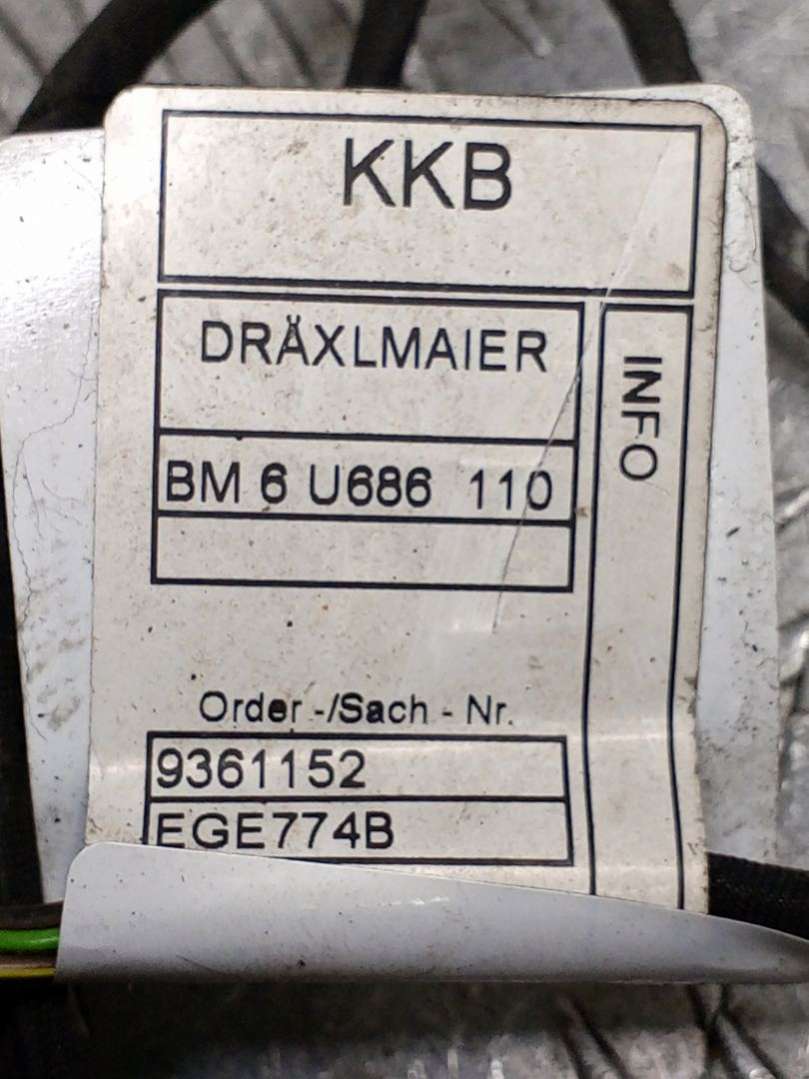 KKB
DRÄXLMAIER
INFO
BM 6 U686 110
Order -/Sach - Nr.
9361152
EGE774B